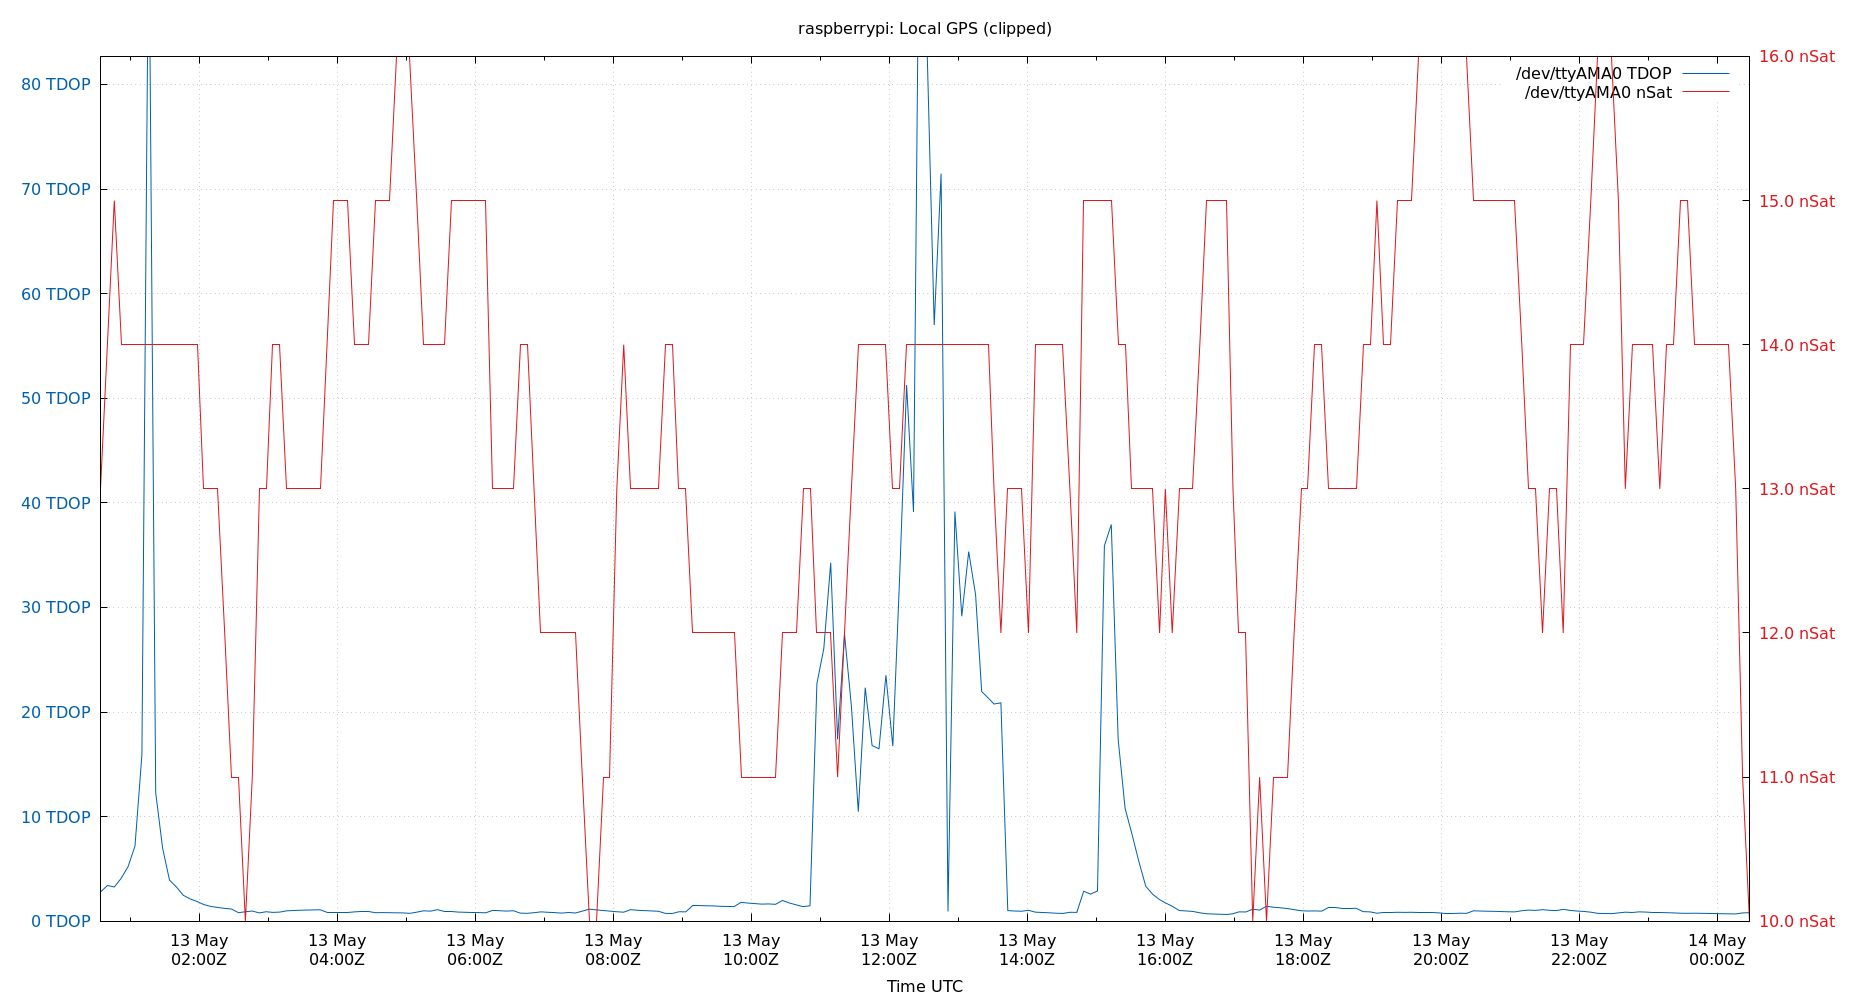 raspberrypi: Local GPS (clipped)
80 TDOP
70 TDOP
60 TDOP
50 TDOP
40 TDOP
30 TDOP
20 TDOP
10 TDOP
0 TDOP
/dev/ttyAMA0 TDOP
/dev/ttyAMA0 nSat
16.0 nSat
15.0 nSat
14.0 nSat
13.0 nSat
12.0 nSat
11.0 nSat
10.0 nSat
13 May
02:00Z
13 May
04:00Z
13 May
06:00Z
13 May
08:00Z
13 May
10:00Z
13 May
12:00Z
13 May
14:00Z
13 May
16:00Z
13 May
18:00Z
13 May
20:00Z
13 May
22:00Z
14 May
00:00Z
Time UTC